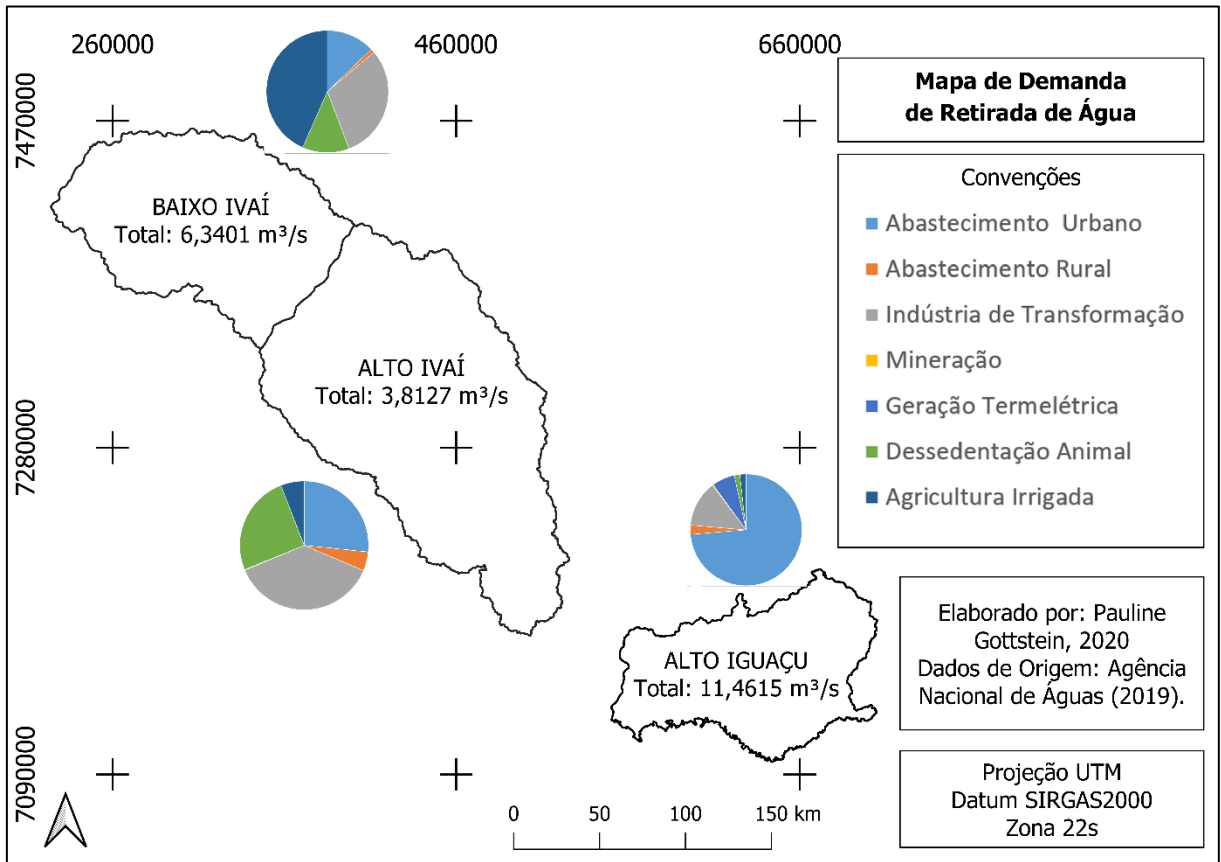 260000
460000
660000
7470000
7280000
7090000
Mapa de Demanda
de Retirada de Água
Convenções
Abastecimento Urbano
Abastecimento Rural
Indústria de Transformação
Mineração
Geração Termelétrica
Dessedentação Animal
Agricultura Irrigada
BAIXO IVAÍ
Total: 6,3401 m³/s
ALTO IVAÍ
Total: 3,8127 m³/s
ALTO IGUAÇU
Total: 11,4615 m³/s
Elaborado por: Pauline
Gottstein, 2020
Dados de Origem: Agência
Nacional de Águas (2019).
Projeção UTM
Datum SIRGAS2000
Zona 22s
0 50 100 150 km